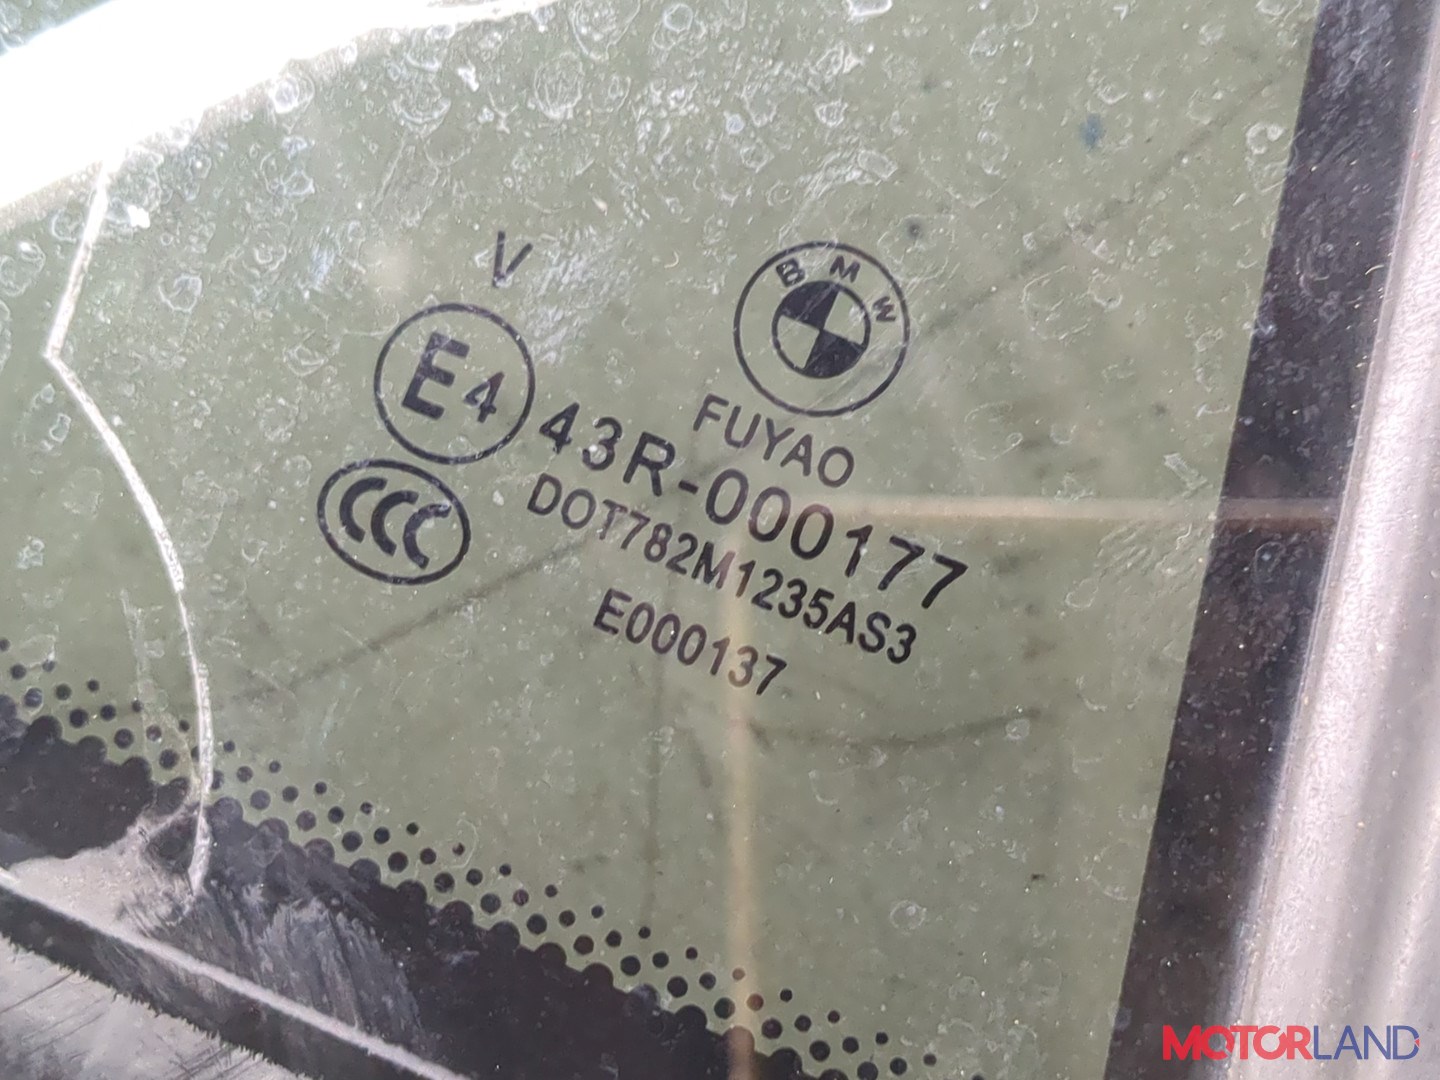 V
BMW
E4
FUYAO
43R-000177
CCC
DOT782M1235AS3
E000137
MOTORLAND